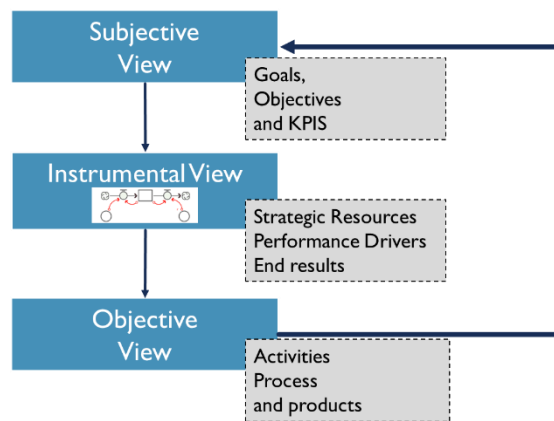 Subjective
View
Goals,
Objectives
and KPIS
Instrumental View
Strategic Resources
Performance Drivers
End results
Objective
View
Activities
Process
and products